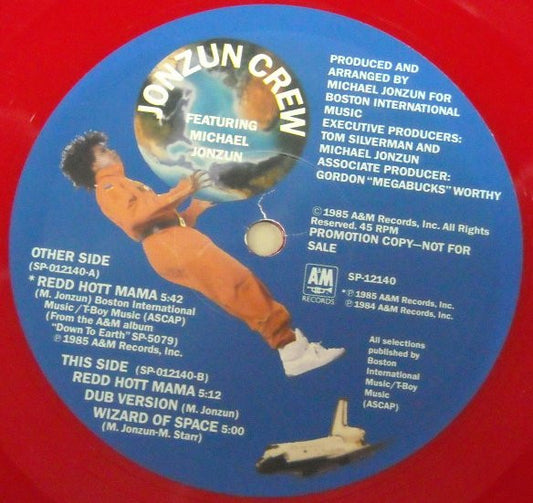 JONZUN CREW
FEATURING
MICHAEL
JONZUN
PRODUCED AND
ARRANGED BY
MICHAEL JONZUN FOR
BOSTON INTERNATIONAL
MUSIC
EXECUTIVE PRODUCERS:
TOM SILVERMAN AND
MICHAEL JONZUN
ASSOCIATE PRODUCER:
GORDON "MEGABUCKS" WORTHY
© 1985 A&M Records, Inc. All Rights
Reserved. 45 RPM
PROMOTION COPY—NOT FOR
SALE
A&M
RECORDS
SP-12140
*℗ 1985 A&M Records, Inc.
*℗ 1984 A&M Records, Inc.
All selections
published by
Boston
International
Music/T-Boy
Music
(ASCAP)
OTHER SIDE
(SP-012140-A)
* REDD HOTT MAMA 5:42
(M. Jonzun) Boston International
Music/T-Boy Music (ASCAP)
(From the A&M album
"Down To Earth" SP-5079)
℗ 1985 A&M Records, Inc.
THIS SIDE (SP-012140-B)
REDD HOTT MAMA 5:12
DUB VERSION (M. Jonzun)
WIZARD OF SPACE 5:00
(M. Jonzun-M. Starr)